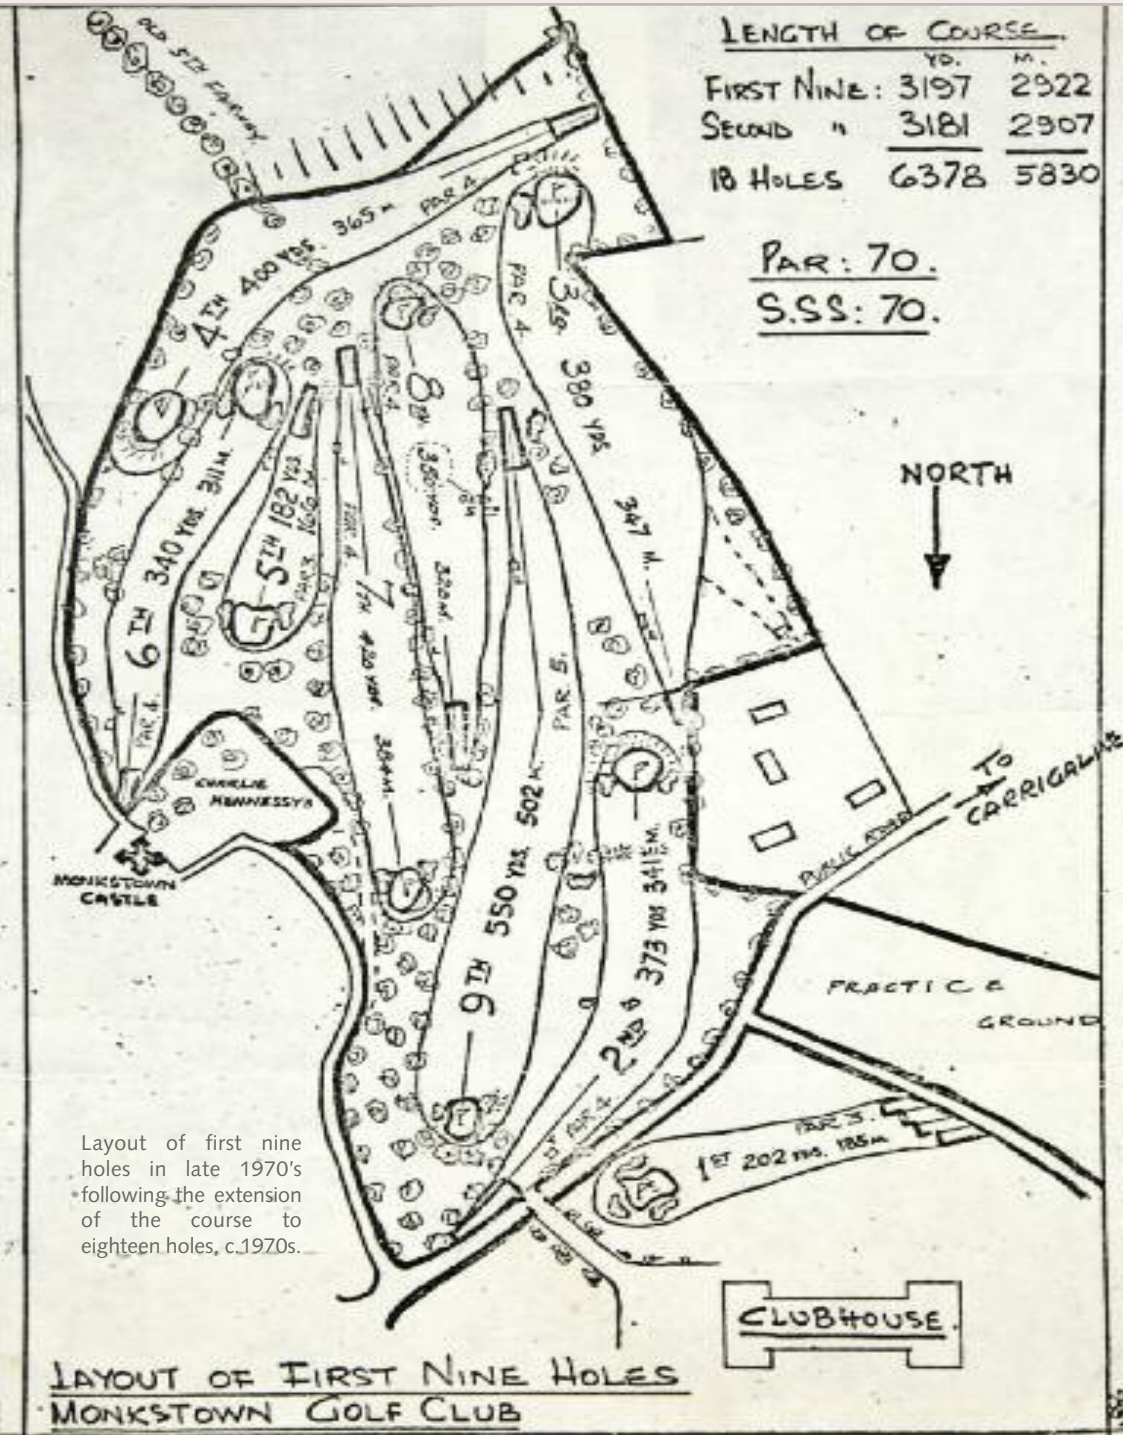 OLD 5TH FAIRWAY
LENGTH OF COURSE.
YD. M.
FIRST NINE: 3197 2922
SECOND " 3181 2907
18 HOLES 6378 5830
PAR: 70.
S.S.S: 70.
NORTH
4TH 400 YDS. 365 M PAR 4
PAR 4. 3RD. 380 YDS. 347 M.
PAR 4. 8TH
320 M
6TH 340 YDS. 311 M.
PAR 4.
5TH 182 YDS
166 M
PAR 3
PAR 4.
7TH 420 YDS. 384 M.
9TH 550 YDS. 502 M.
PAR 5.
2ND 373 YDS 341 M.
PAR 4
1ST 202 YDS. 185 M
PAR 3.
CHARLIE
HENNESSY'S
MONKSTOWN
CASTLE
TO
CARRIGALINE
PUBLIC ROAD
PRACTICE
GROUND
CLUBHOUSE.
Layout of first nine
holes in late 1970's
following the extension
of the course to
eighteen holes, c.1970s.
LAYOUT OF FIRST NINE HOLES
MONKSTOWN GOLF CLUB